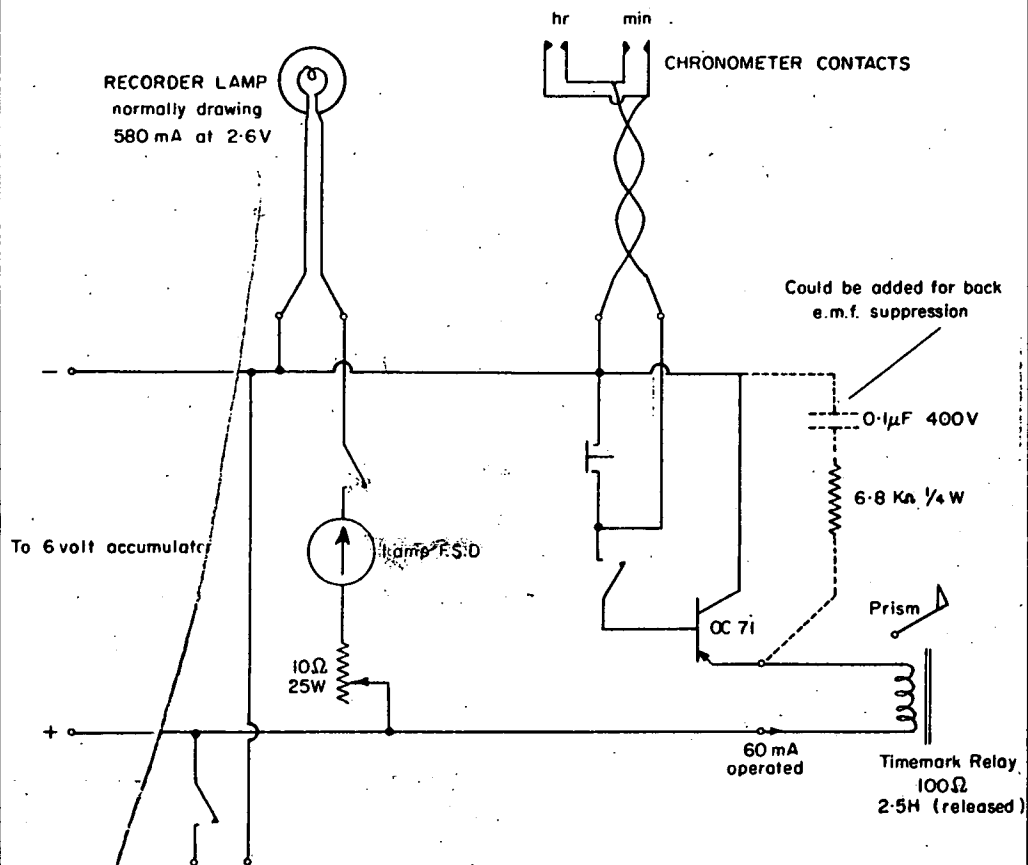 hr min
CHRONOMETER CONTACTS
RECORDER LAMP
normally drawing
580 mA at 2·6V
Could be added for back
e.m.f. suppression
−
0·1µF 400V
6·8 KΩ ¼ W
To 6 volt accumulator
1 amp F.S.D
Prism
OC 71
10Ω
25W
+
60 mA
operated
Timemark Relay
100Ω
2·5H (released)